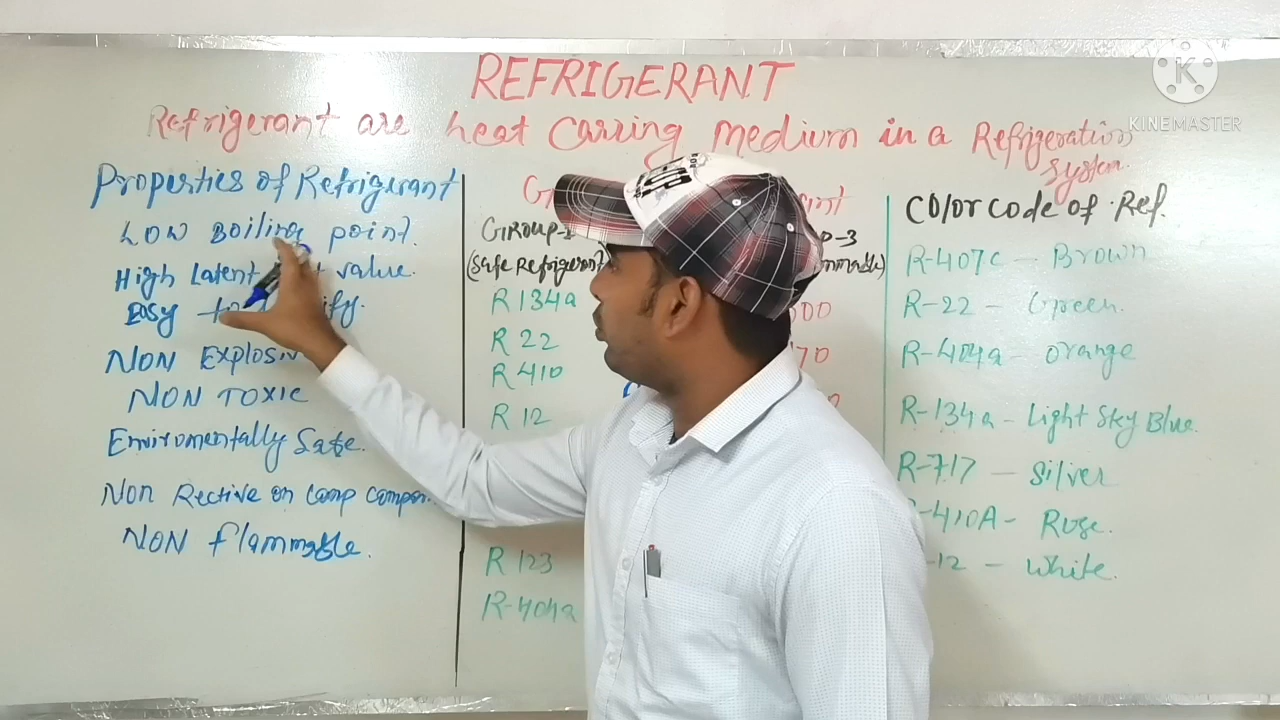 REFRIGERANT
Refrigerant are heat Carring Medium in a Refrigeration
System.
Properties of Refrigerant
Low Boiling point.
High Latent value.
Easy
NON EXPLOSIV
NON TOXIC
Enviromentally Safe.
Non Rective on Comp Compon.
NON flammable.
GROUP-1
(Safe Refrigerant
R 134a
R 22
R 410
R 12
R 123
R-404a
Color code of Ref.
R-407c - Brown
R-22 - Green.
R-404a - Orange
R-134a - Light Sky Blue.
R-717 - Silver
-410A - Rose.
-12 - White.
KINEMASTER